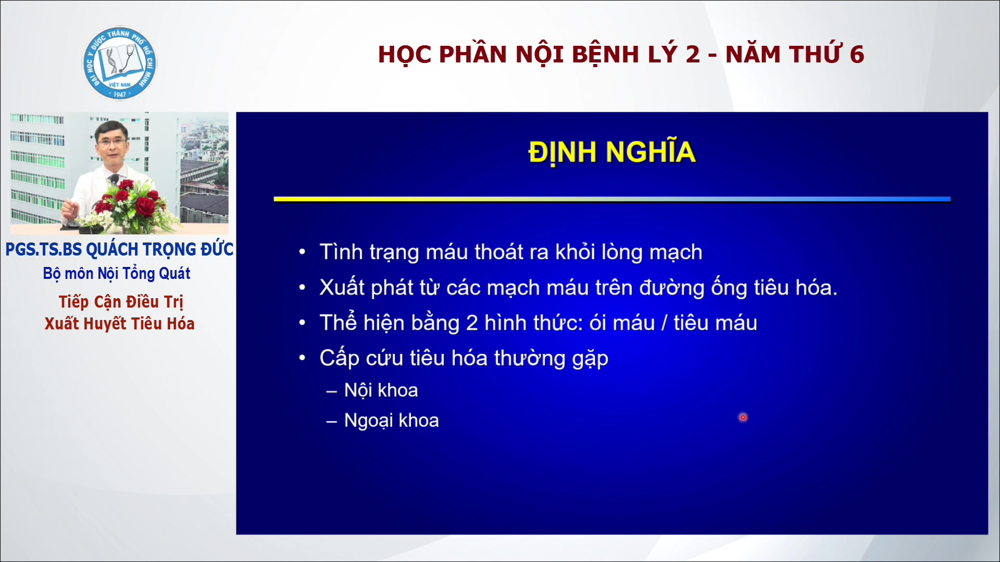 ĐẠI HỌC Y DƯỢC THÀNH PHỐ HỒ CHÍ MINH
VIỆT NAM
1947
HỌC PHẦN NỘI BỆNH LÝ 2 - NĂM THỨ 6
PGS.TS.BS QUÁCH TRỌNG ĐỨC
Bộ môn Nội Tổng Quát
Tiếp Cận Điều Trị
Xuất Huyết Tiêu Hóa
ĐỊNH NGHĨA
• Tình trạng máu thoát ra khỏi lòng mạch
• Xuất phát từ các mạch máu trên đường ống tiêu hóa.
• Thể hiện bằng 2 hình thức: ói máu / tiêu máu
• Cấp cứu tiêu hóa thường gặp
– Nội khoa
– Ngoại khoa